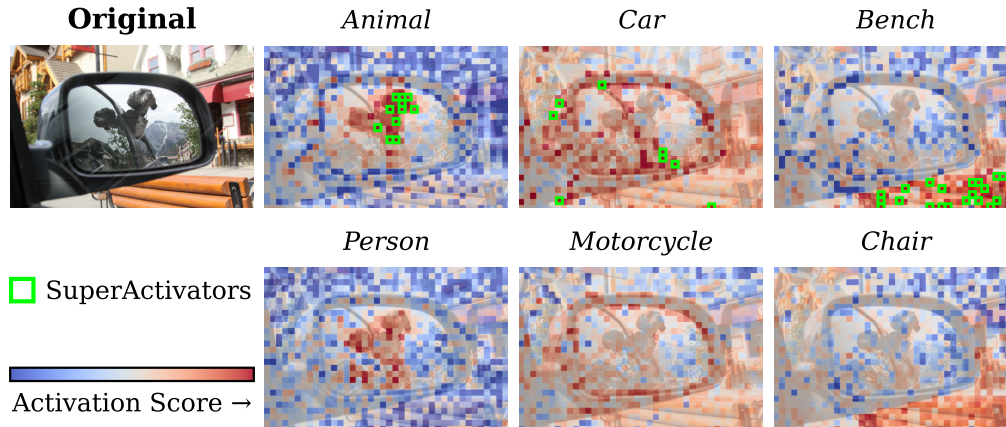 Original
Animal
Car
Bench
Person
Motorcycle
Chair
SuperActivators
Activation Score →